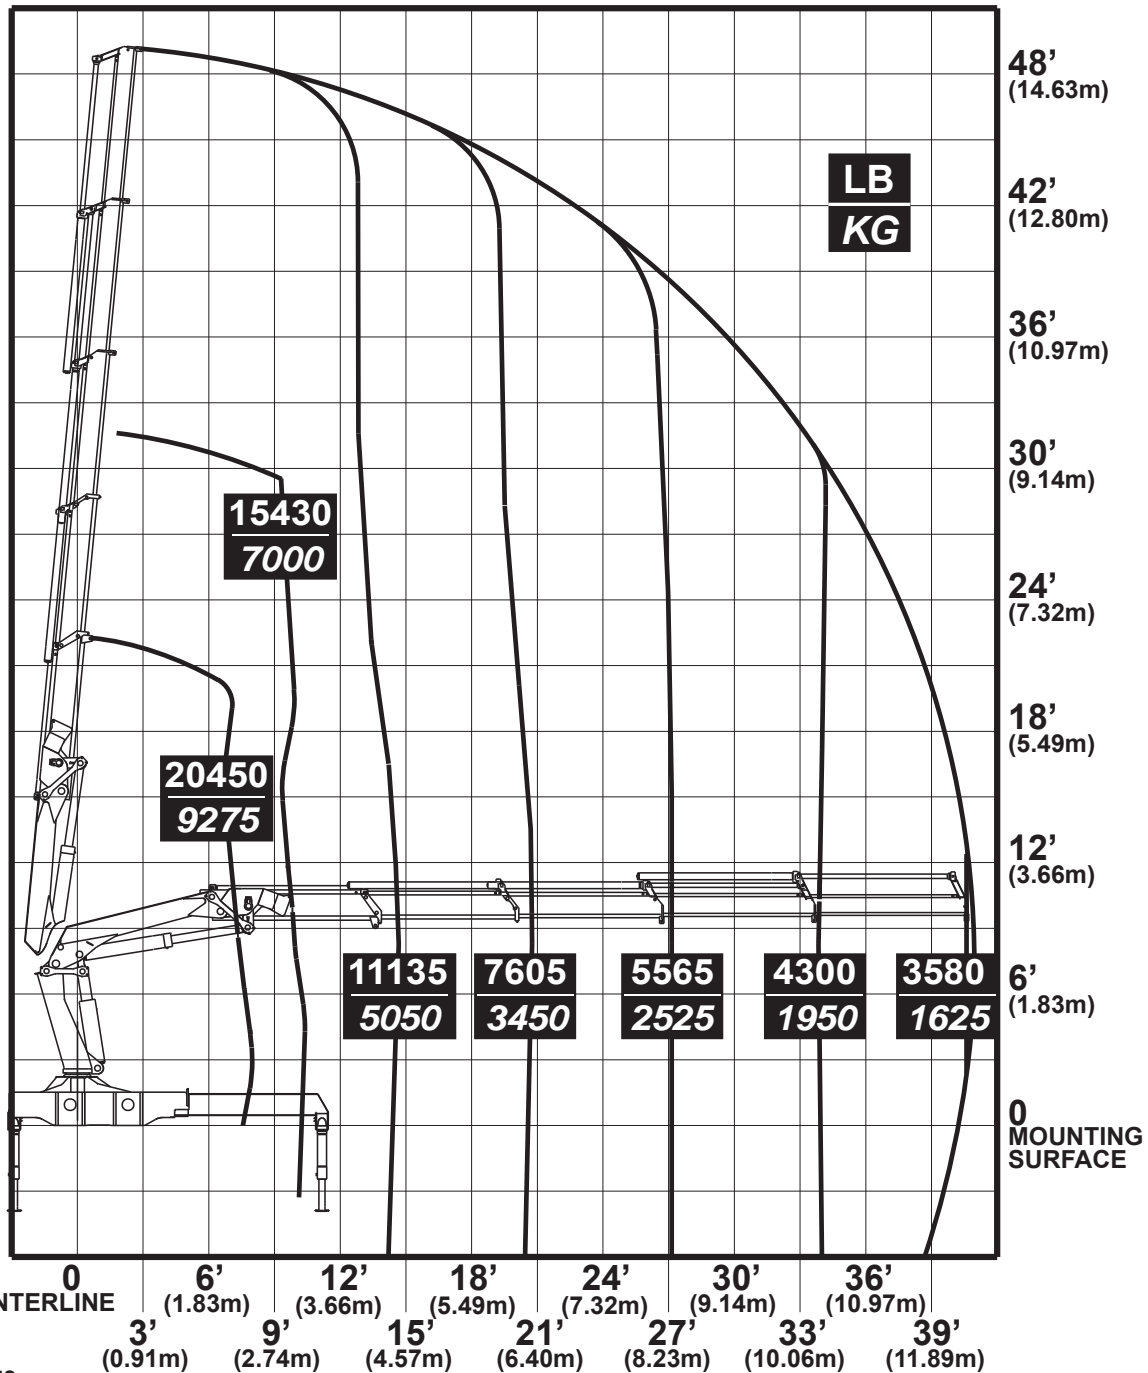 48’
(14.63m)
LB
KG
42’
(12.80m)
36’
(10.97m)
30’
(9.14m)
15430
7000
24’
(7.32m)
18’
(5.49m)
20450
9275
12’
(3.66m)
11135
5050
7605
3450
5565
2525
4300
1950
3580
1625
6’
(1.83m)
0
MOUNTING
SURFACE
0 6’ 12’ 18’ 24’ 30’ 36’
NTERLINE (1.83m) (3.66m) (5.49m) (7.32m) (9.14m) (10.97m)
3’ 9’ 15’ 21’ 27’ 33’ 39’
(0.91m) (2.74m) (4.57m) (6.40m) (8.23m) (10.06m) (11.89m)